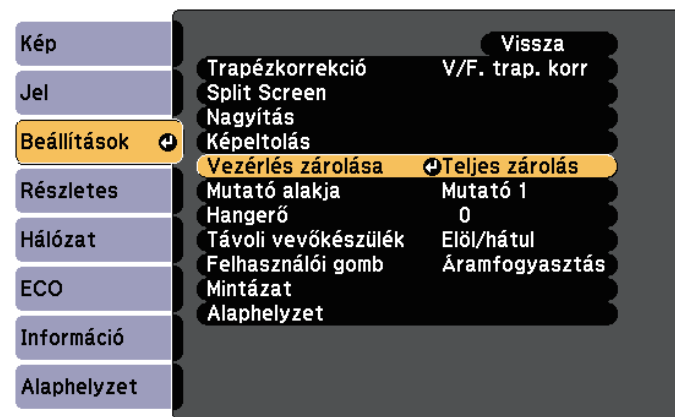 Kép
Jel
Beállítások
Részletes
Hálózat
ECO
Információ
Alaphelyzet
Vissza
Trapézkorrekció V/F. trap. korr
Split Screen
Nagyítás
Képeltolás
Vezérlés zárolása Teljes zárolás
Mutató alakja Mutató 1
Hangerő 0
Távoli vevőkészülék Elöl/hátul
Felhasználói gomb Áramfogyasztás
Mintázat
Alaphelyzet